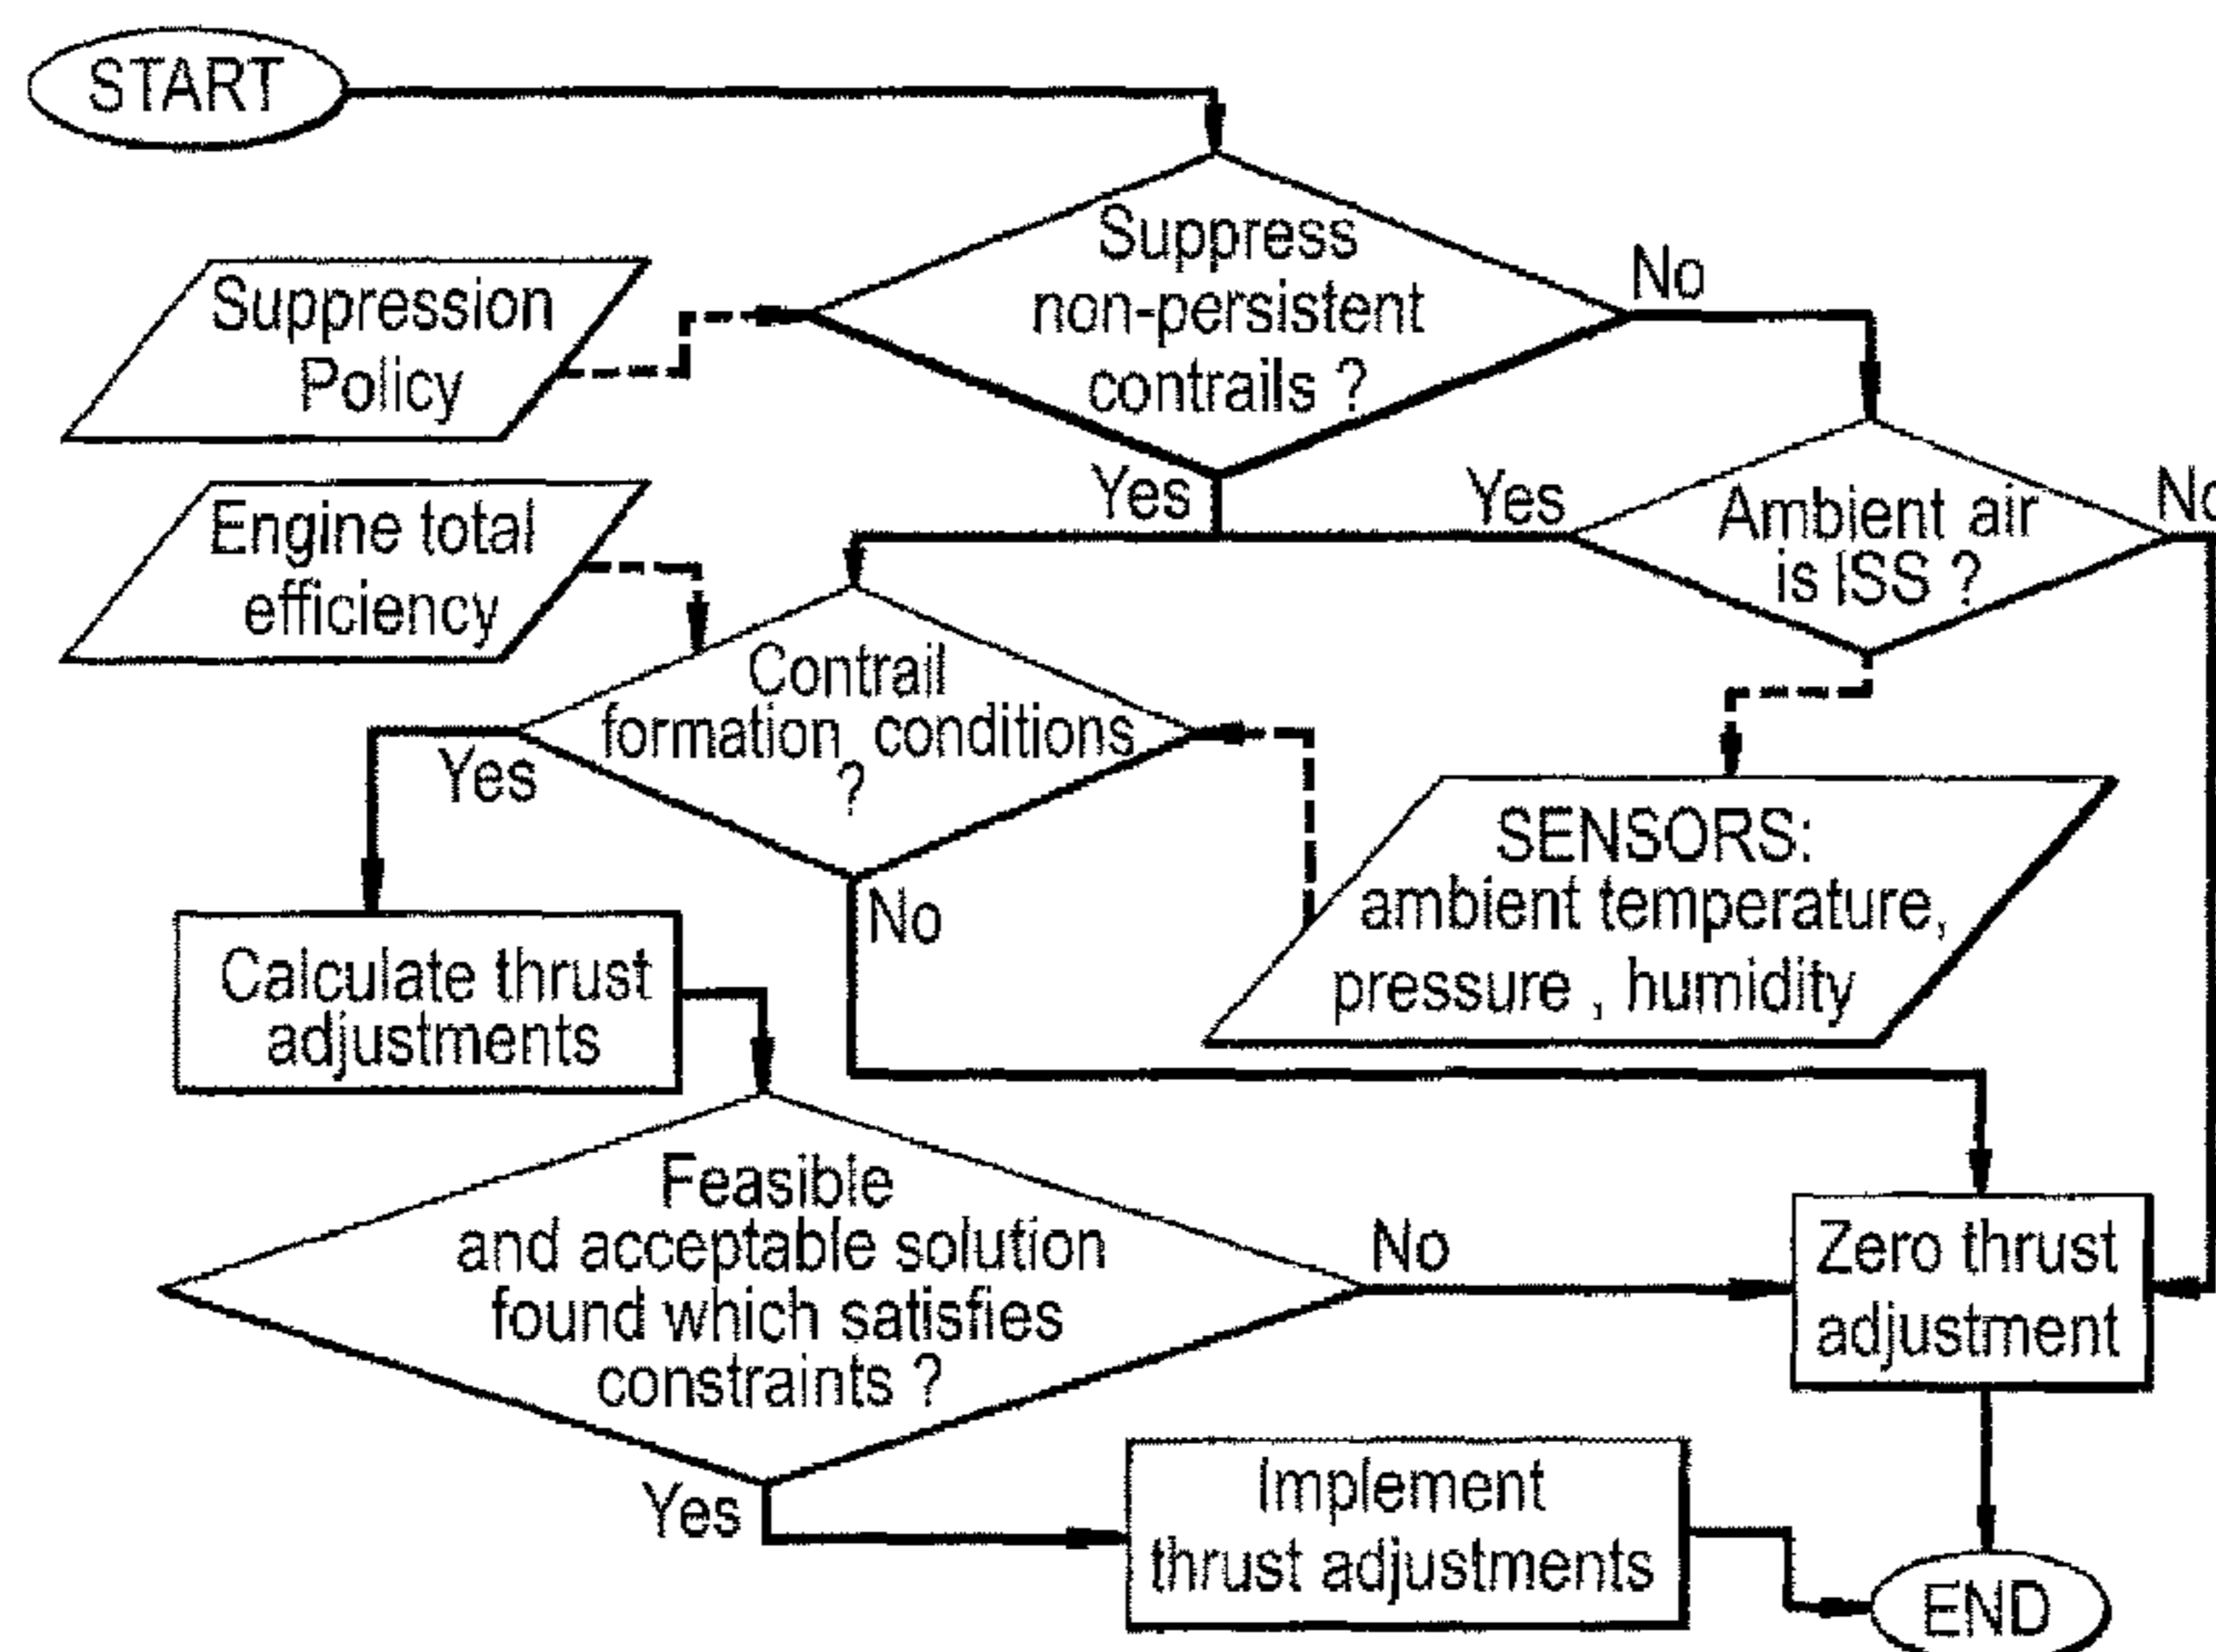 START
Suppress
non-persistent
contrails ?
No
Suppression
Policy
Yes
Yes
Ambient air
is ISS ?
No
Engine total
efficiency
Contrail
formation conditions
?
Yes
No
SENSORS:
ambient temperature,
pressure , humidity
Calculate thrust
adjustments
Feasible
and acceptable solution
found which satisfies
constraints ?
No
Zero thrust
adjustment
Yes
Implement
thrust adjustments
END